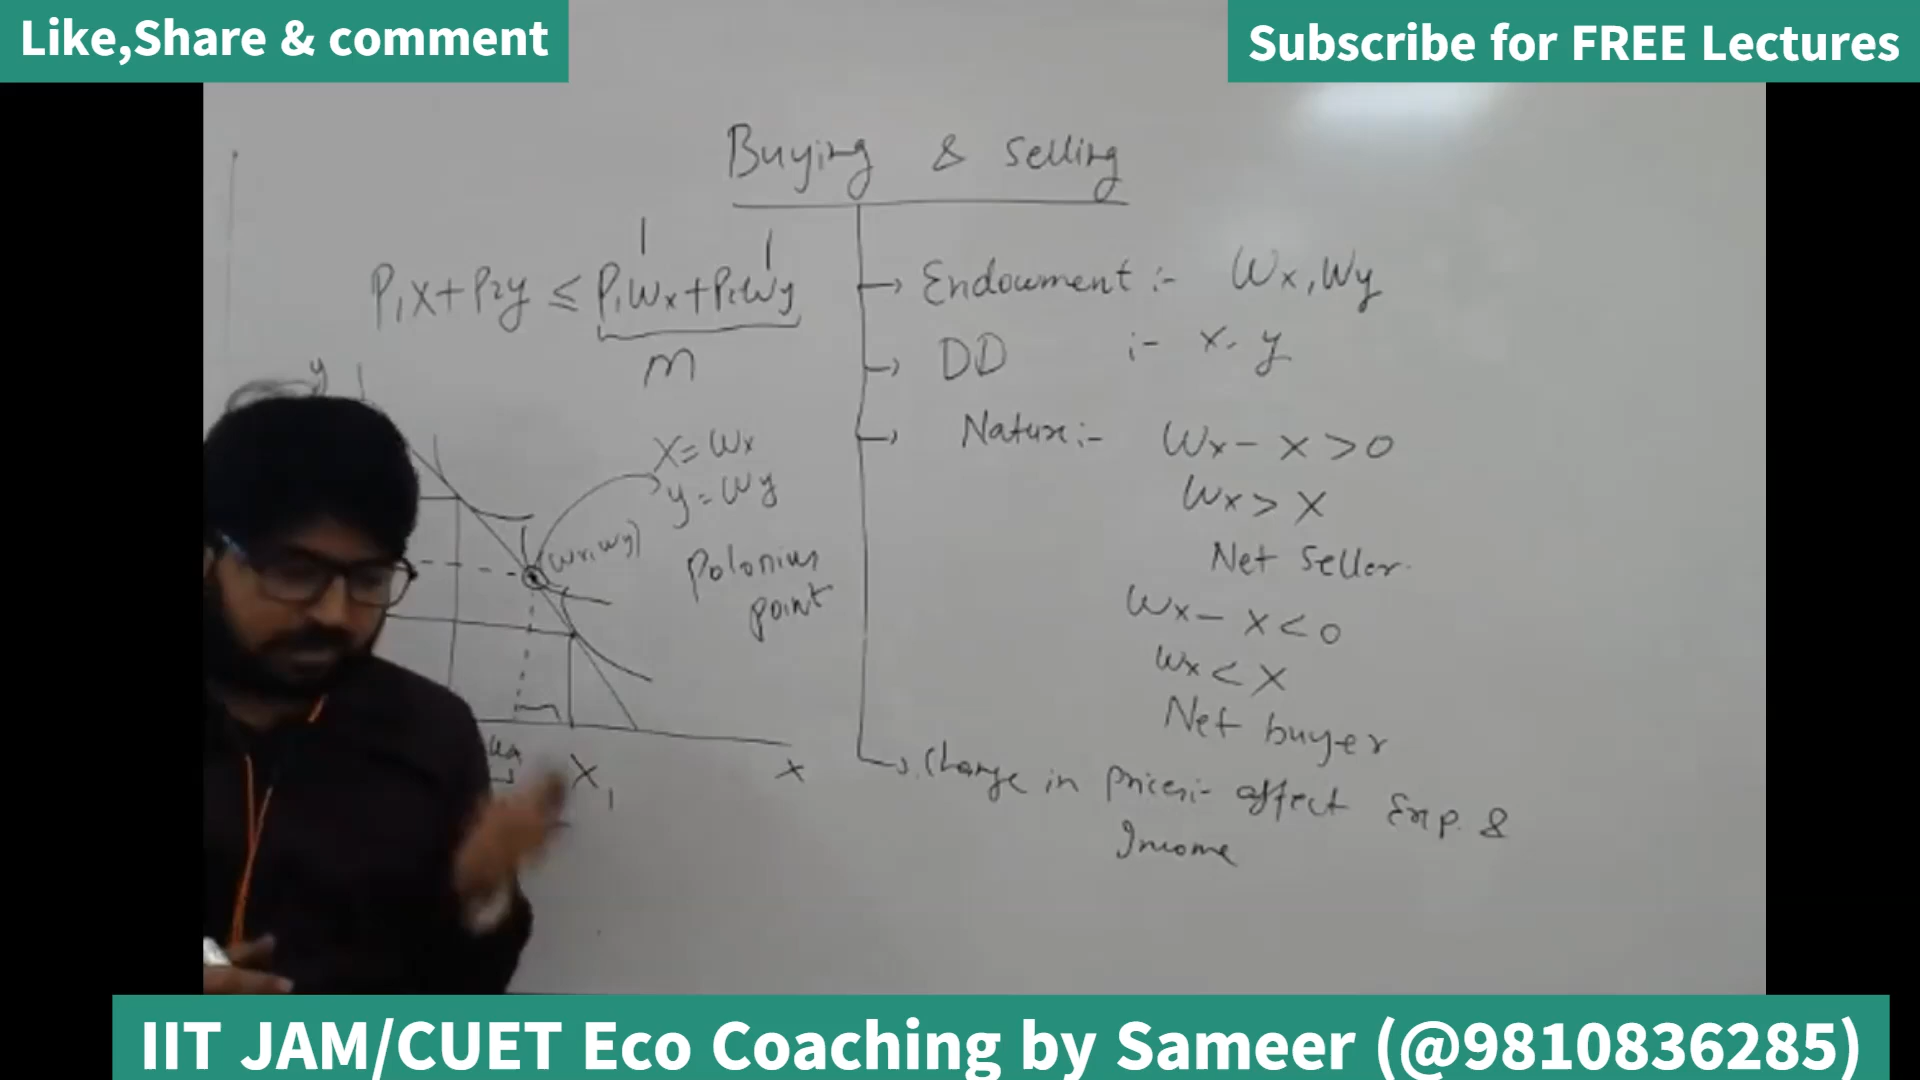 Like,Share & comment
Subscribe for FREE Lectures
Buying & Selling
P₁x+P₂y ≤ P₁Wx+P₂Wy
m
Endowment :- Wx,Wy
DD :- x, y
Nature:- Wx - x >0
Wx > x
Net Seller.
Wx - x < 0
Wx < x
Net buyer
Change in Prices:- affect Exp. &
Income
y
x = Wx
y = Wy
(Wx, Wy)
Polonius
point
X₁
x
IIT JAM/CUET Eco Coaching by Sameer (@9810836285)